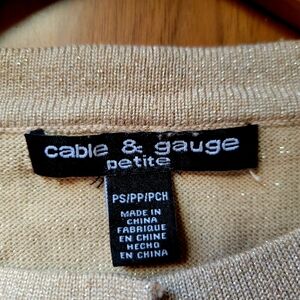 cable & gauge
petite
PS/PP/PCH
MADE IN
CHINA
FABRIQUE
EN CHINE
HECHO
EN CHINA